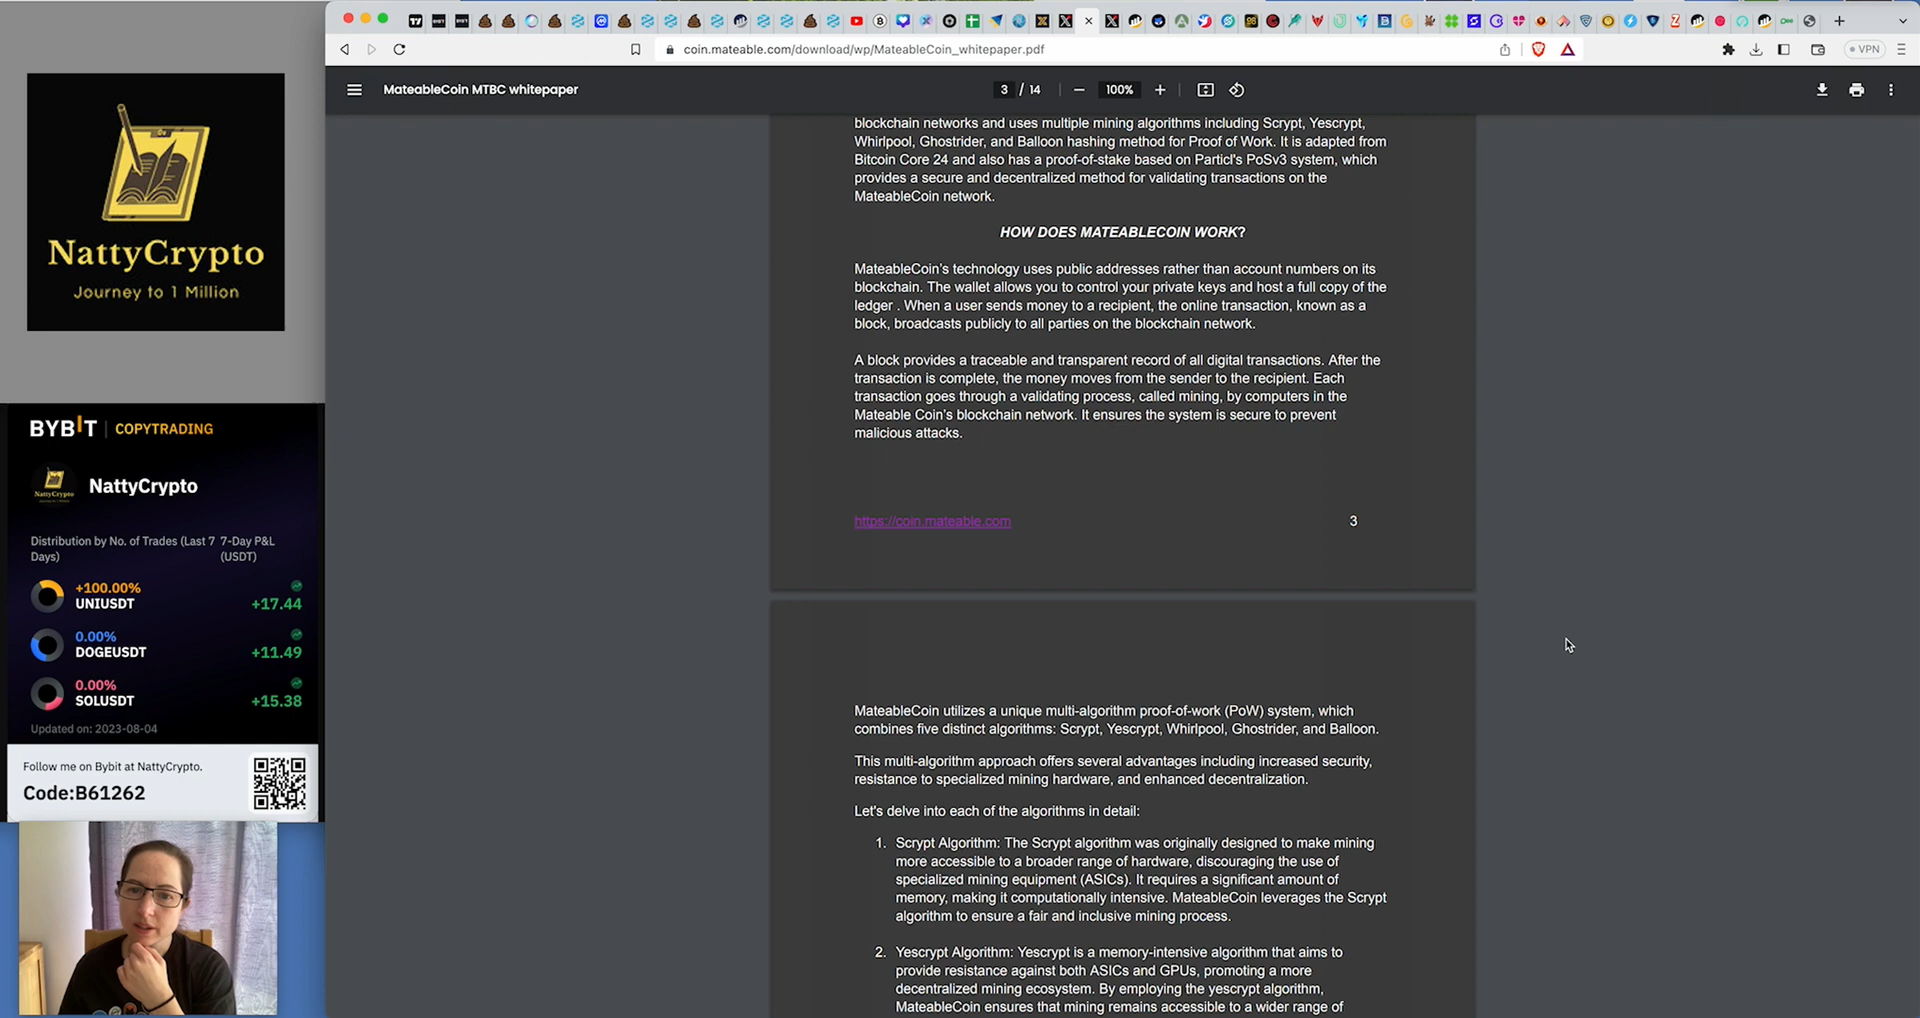 coin.mateable.com/download/wp/MateableCoin_whitepaper.pdf
VPN
MateableCoin MTBC whitepaper
3 / 14
100%
NattyCrypto
Journey to 1 Million
BYBIT | COPYTRADING
NattyCrypto
NattyCrypto
Distribution by No. of Trades (Last 7 Days)
7-Day P&L (USDT)
+100.00%
UNIUSDT
+17.44
0.00%
DOGEUSDT
+11.49
0.00%
SOLUSDT
+15.38
Updated on: 2023-08-04
Follow me on Bybit at NattyCrypto.
Code:B61262
blockchain networks and uses multiple mining algorithms including Scrypt, Yescrypt,
Whirlpool, Ghostrider, and Balloon hashing method for Proof of Work. It is adapted from
Bitcoin Core 24 and also has a proof-of-stake based on Particl's PoSv3 system, which
provides a secure and decentralized method for validating transactions on the
MateableCoin network.
HOW DOES MATEABLECOIN WORK?
MateableCoin's technology uses public addresses rather than account numbers on its
blockchain. The wallet allows you to control your private keys and host a full copy of the
ledger . When a user sends money to a recipient, the online transaction, known as a
block, broadcasts publicly to all parties on the blockchain network.
A block provides a traceable and transparent record of all digital transactions. After the
transaction is complete, the money moves from the sender to the recipient. Each
transaction goes through a validating process, called mining, by computers in the
Mateable Coin's blockchain network. It ensures the system is secure to prevent
malicious attacks.
https://coin.mateable.com
3
MateableCoin utilizes a unique multi-algorithm proof-of-work (PoW) system, which
combines five distinct algorithms: Scrypt, Yescrypt, Whirlpool, Ghostrider, and Balloon.
This multi-algorithm approach offers several advantages including increased security,
resistance to specialized mining hardware, and enhanced decentralization.
Let's delve into each of the algorithms in detail:
1. Scrypt Algorithm: The Scrypt algorithm was originally designed to make mining
more accessible to a broader range of hardware, discouraging the use of
specialized mining equipment (ASICs). It requires a significant amount of
memory, making it computationally intensive. MateableCoin leverages the Scrypt
algorithm to ensure a fair and inclusive mining process.
2. Yescrypt Algorithm: Yescrypt is a memory-intensive algorithm that aims to
provide resistance against both ASICs and GPUs, promoting a more
decentralized mining ecosystem. By employing the yescrypt algorithm,
MateableCoin ensures that mining remains accessible to a wider range of